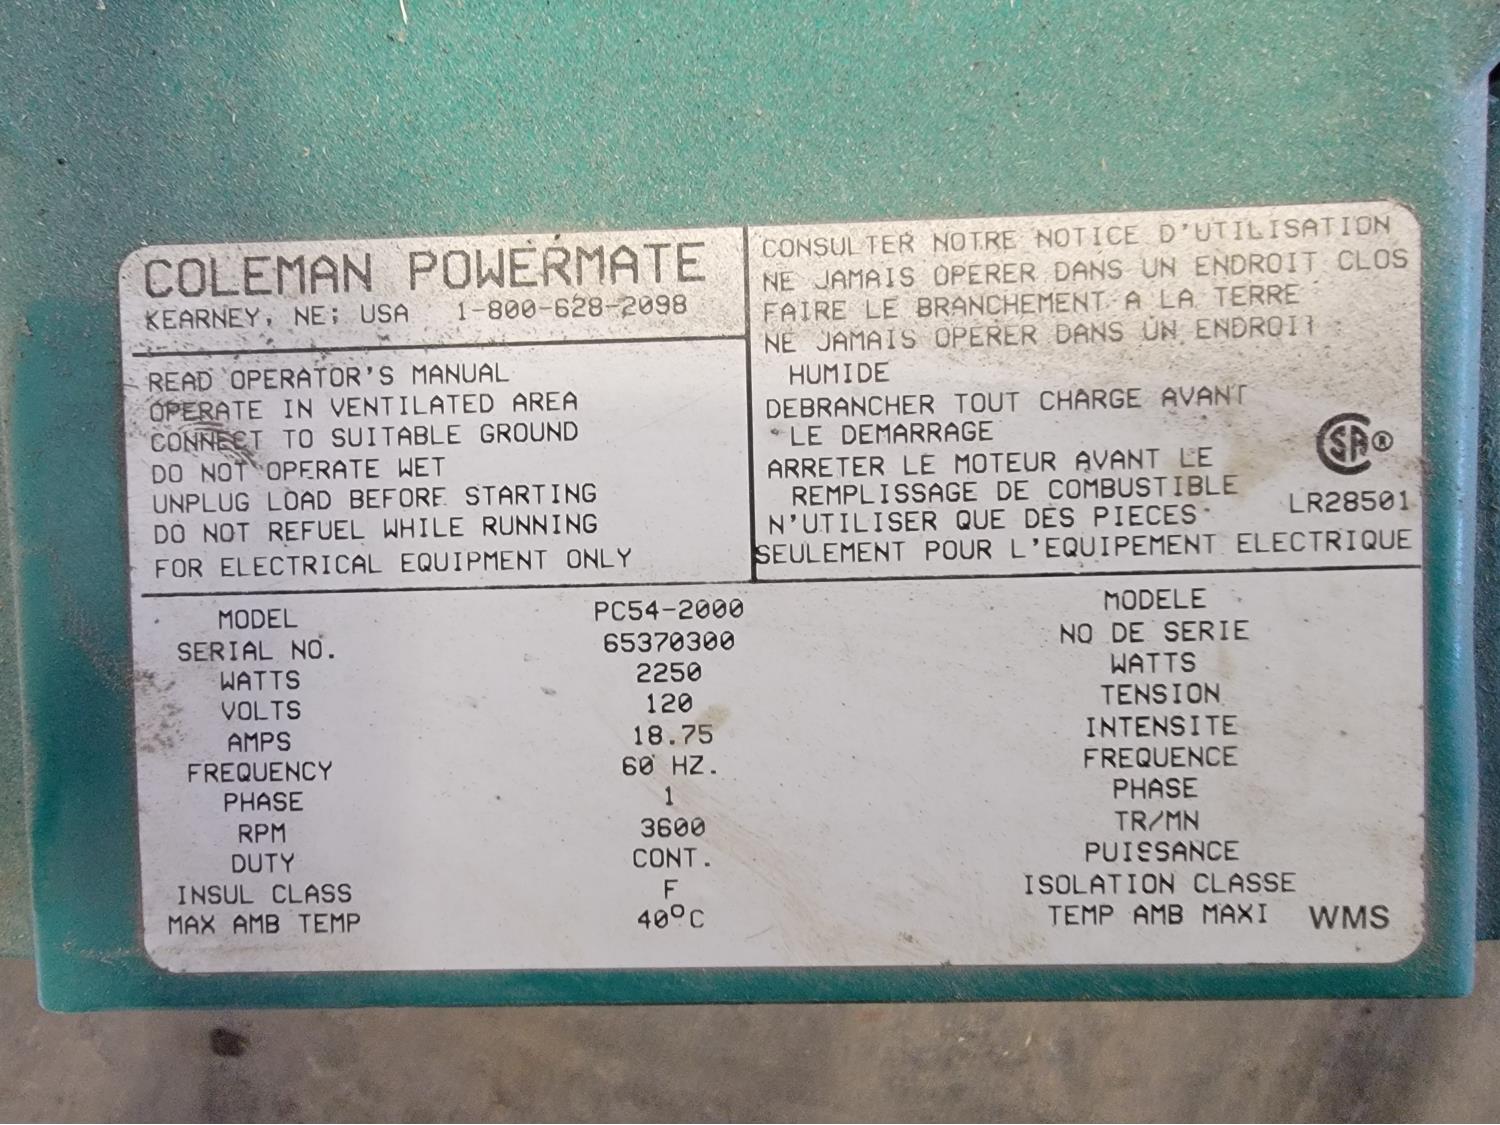 COLEMAN POWERMATE
KEARNEY, NE; USA 1-800-628-2098
READ OPERATOR'S MANUAL
OPERATE IN VENTILATED AREA
CONNECT TO SUITABLE GROUND
DO NOT OPERATE WET
UNPLUG LOAD BEFORE STARTING
DO NOT REFUEL WHILE RUNNING
FOR ELECTRICAL EQUIPMENT ONLY
CONSULTER NOTRE NOTICE D'UTILISATION
NE JAMAIS OPERER DANS UN ENDROIT CLOS
FAIRE LE BRANCHEMENT A LA TERRE
NE JAMAIS OPERER DANS UN ENDROIT
HUMIDE
DEBRANCHER TOUT CHARGE AVANT
LE DEMARRAGE
ARRETER LE MOTEUR AVANT LE
REMPLISSAGE DE COMBUSTIBLE
N'UTILISER QUE DES PIECES
SEULEMENT POUR L'EQUIPEMENT ELECTRIQUE
SA®
LR28501
MODEL PC54-2000 MODELE
SERIAL NO. 65370300 NO DE SERIE
WATTS 2250 WATTS
VOLTS 120 TENSION
AMPS 18.75 INTENSITE
FREQUENCY 60 HZ. FREQUENCE
PHASE 1 PHASE
RPM 3600 TR/MN
DUTY CONT. PUISSANCE
INSUL CLASS F ISOLATION CLASSE
MAX AMB TEMP 40°C TEMP AMB MAXI WMS